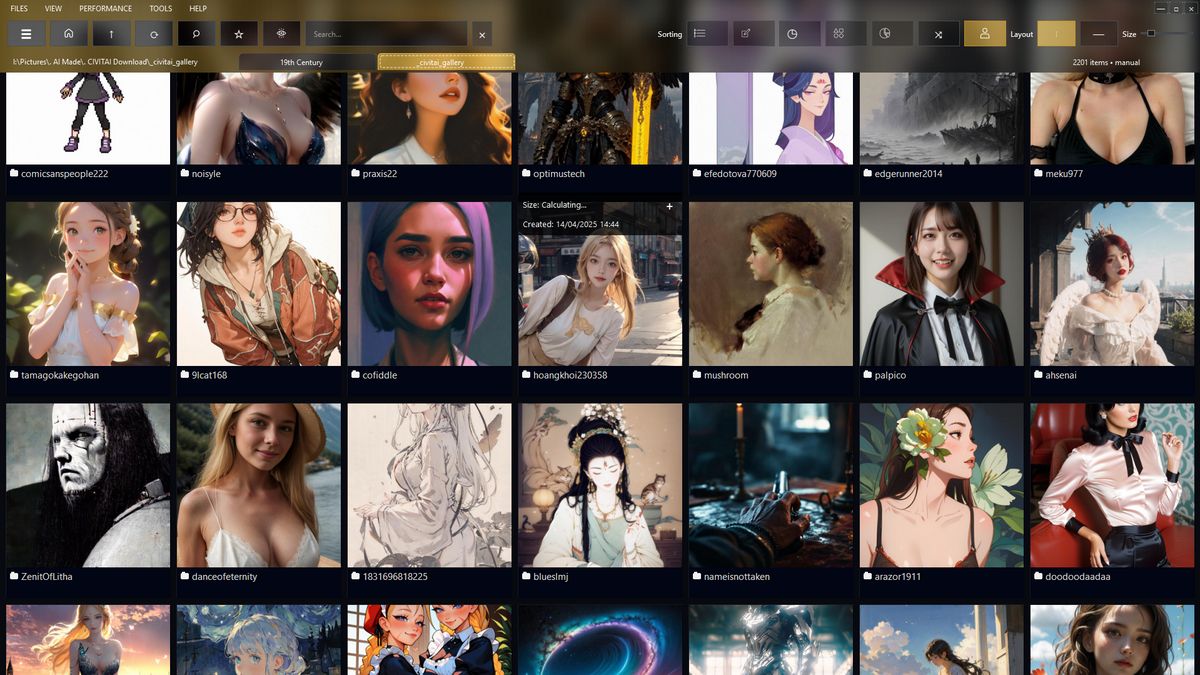 FILES VIEW PERFORMANCE TOOLS HELP
Search...
Sorting
Layout
Size
I:\Pictures\. AI Made\. CIVITAI Download\_civitai_gallery
19th Century
_civitai_gallery
2201 items • manual
comicsanspeople222
noisyle
praxis22
optimustech
efedotova770609
edgerunner2014
meku977
Size: Calculating...
Created: 14/04/2025 14:44
tamagokakegohan
9lcat168
cofiddle
hoangkhoi230358
mushroom
palpico
ahsenai
ZenitOfLitha
danceofeternity
1831696818225
blueslmj
nameisnottaken
arazor1911
doodoodaadaa